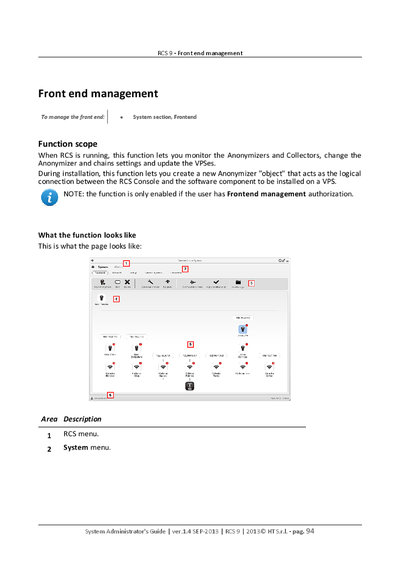 RCS 9 - Front end management
Front end management
To manage the front end:
• System section, Frontend
Function scope
When RCS is running, this function lets you monitor the Anonymizers and Collectors, change the
Anonymizer and chains settings and update the VPSes.
During installation, this function lets you create a new Anonymizer "object" that acts as the logical
connection between the RCS Console and the software component to be installed on a VPS.
NOTE: the function is only enabled if the user has Frontend management authorization.
What the function looks like
This is what the page looks like:
1
2
3
4
5
6
Area Description
1 RCS menu.
2 System menu.
System Administrator's Guide | ver.1.4 SEP-2013 | RCS 9 | 2013© HT S.r.l. - pag. 94